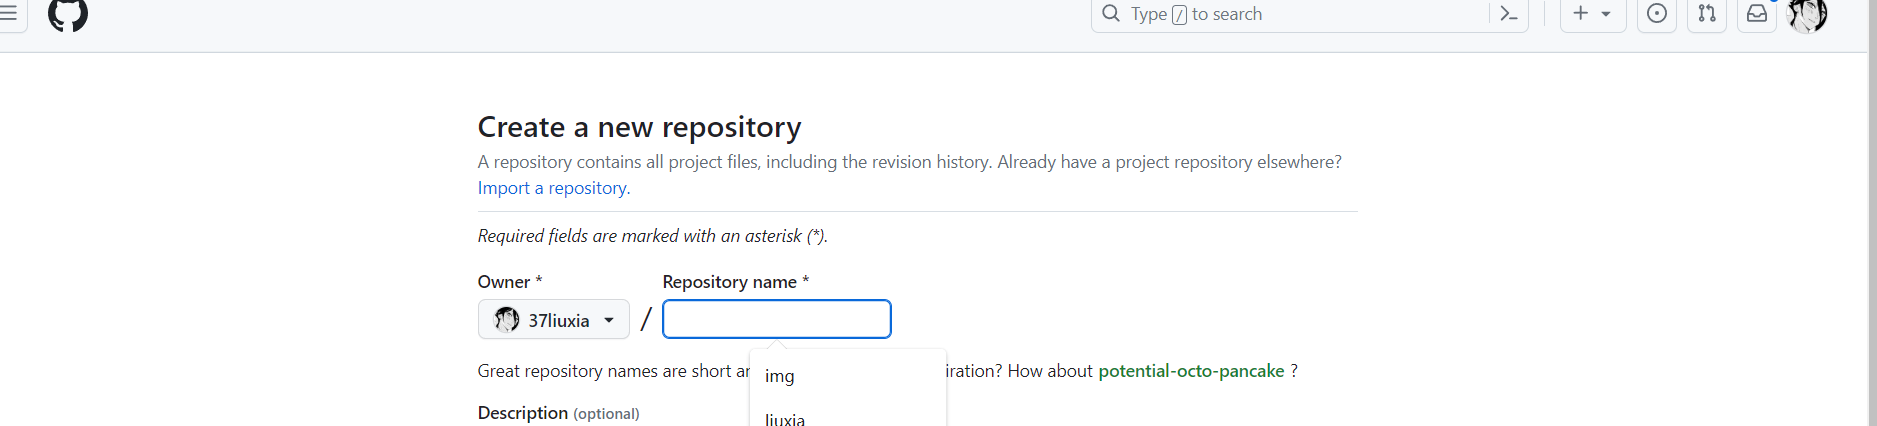 Type / to search
Create a new repository
A repository contains all project files, including the revision history. Already have a project repository elsewhere?
Import a repository.
Required fields are marked with an asterisk (*).
Owner * Repository name *
37liuxia /
Great repository names are short iration? How about potential-octo-pancake ?
img
Description (optional)
liuxia